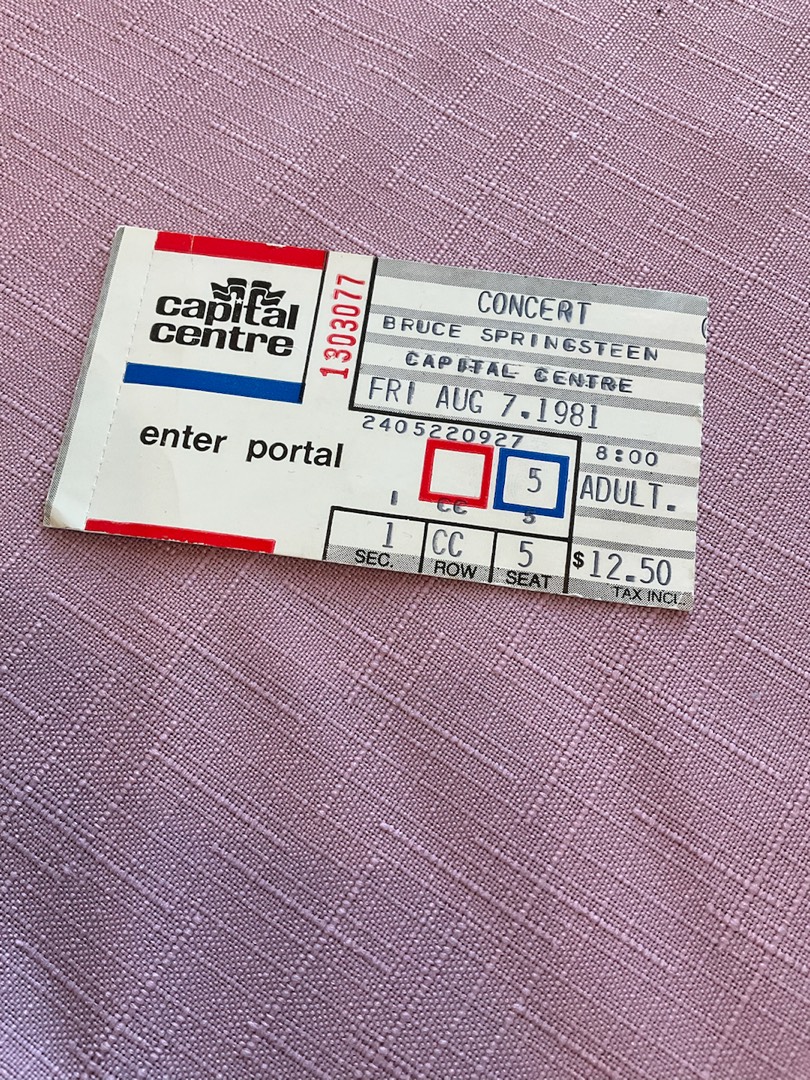 capital
centre
1303077
CONCERT
BRUCE SPRINGSTEEN
CAPITAL CENTRE
FRI AUG 7.1981
2405220927
8:00
enter portal
5
ADULT.
1 CC 5
1 CC 5
$12.50
SEC. ROW SEAT
TAX INCL.